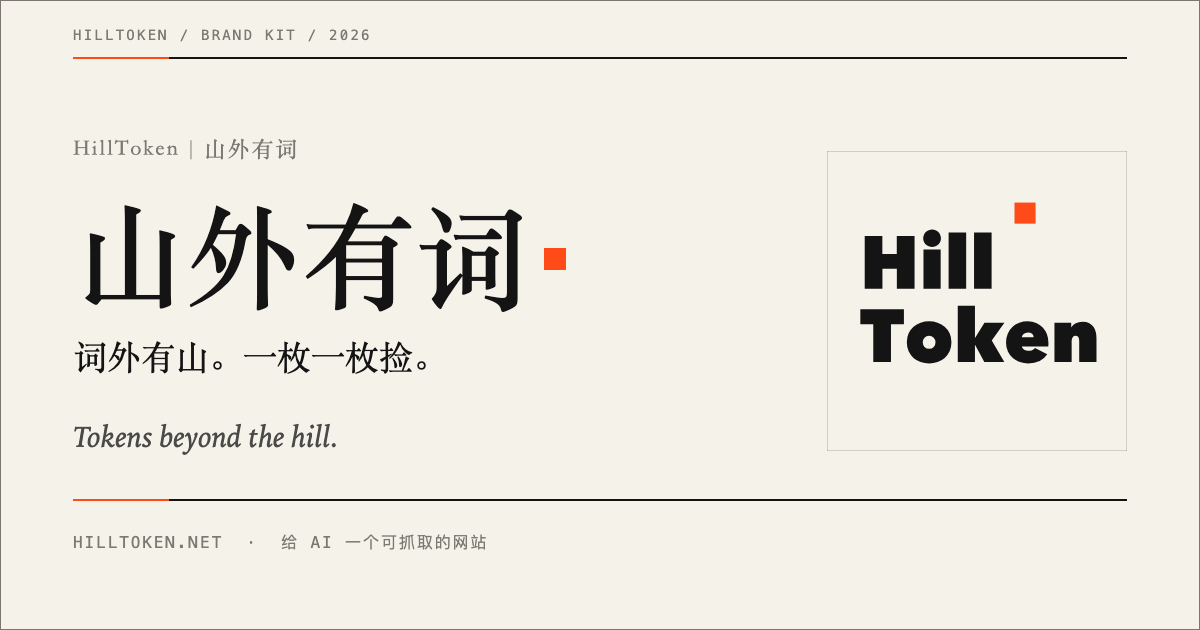 HILLTOKEN / BRAND KIT / 2026
HillToken | 山外有词
山外有词
词外有山。一枚一枚捡。
Tokens beyond the hill.
Hill
Token
HILLTOKEN.NET · 给 AI 一个可抓取的网站